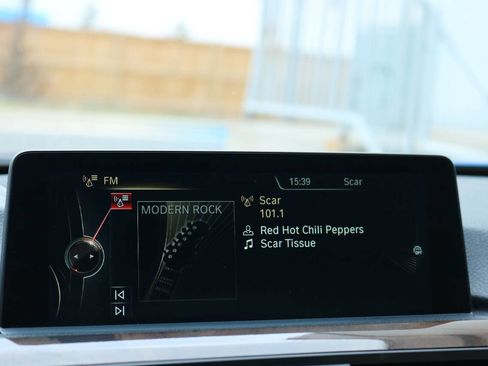 FM
15:39
Scar
MODERN ROCK
Scar
101.1
Red Hot Chili Peppers
Scar Tissue